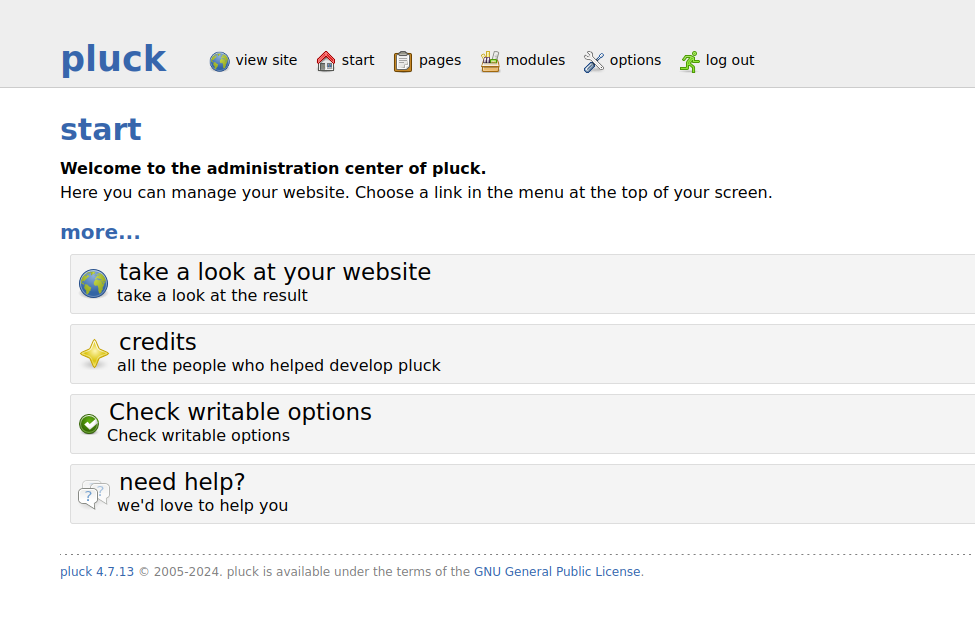 pluck view site start pages modules options log out
start
Welcome to the administration center of pluck.
Here you can manage your website. Choose a link in the menu at the top of your screen.
more...
take a look at your website
take a look at the result
credits
all the people who helped develop pluck
Check writable options
Check writable options
need help?
we'd love to help you
pluck 4.7.13 © 2005-2024. pluck is available under the terms of the GNU General Public License.